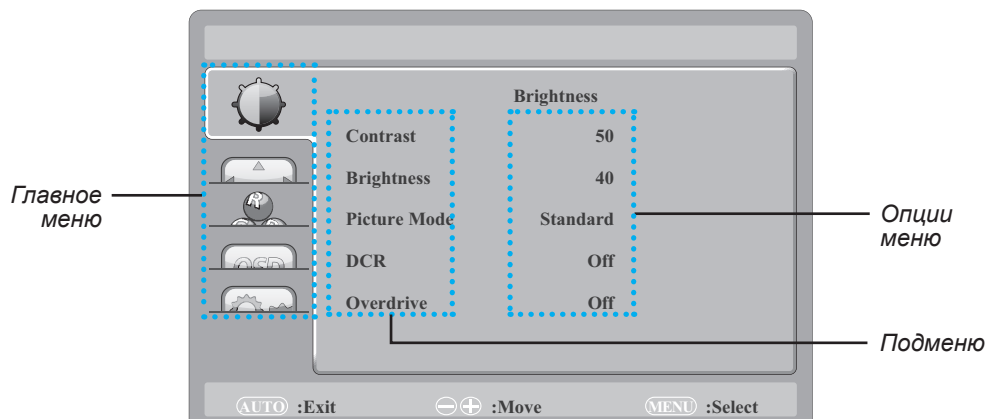 Brightness
Contrast 50
Brightness 40
Picture Mode Standard
DCR Off
Overdrive Off
Главное
меню
R
OSD
Опции
меню
Подменю
AUTO :Exit :Move MENU :Select